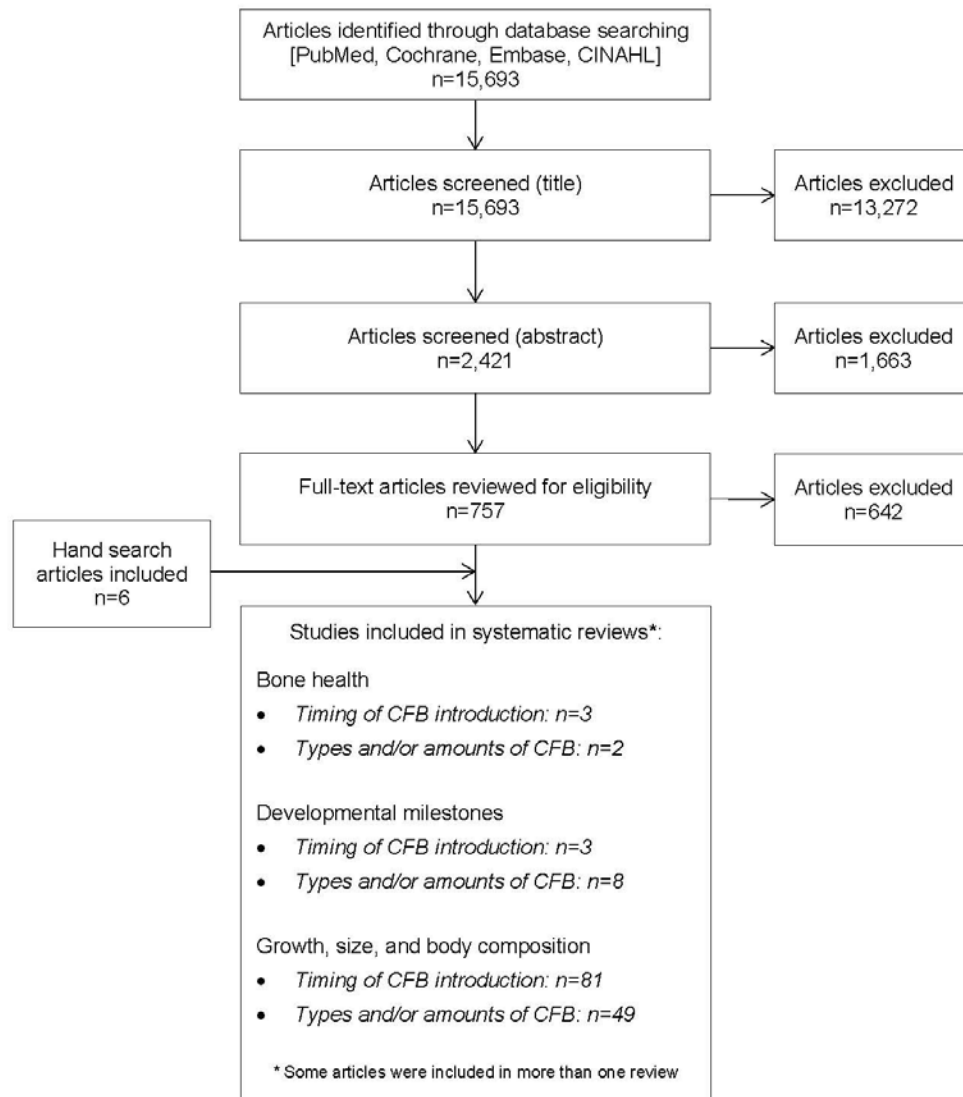 Articles identified through database searching
[PubMed, Cochrane, Embase, CINAHL]
n=15,693
Articles screened (title)
n=15,693
Articles excluded
n=13,272
Articles screened (abstract)
n=2,421
Articles excluded
n=1,663
Full-text articles reviewed for eligibility
n=757
Articles excluded
n=642
Hand search
articles included
n=6
Studies included in systematic reviews*:
Bone health
• Timing of CFB introduction: n=3
• Types and/or amounts of CFB: n=2
Developmental milestones
• Timing of CFB introduction: n=3
• Types and/or amounts of CFB: n=8
Growth, size, and body composition
• Timing of CFB introduction: n=81
• Types and/or amounts of CFB: n=49
* Some articles were included in more than one review